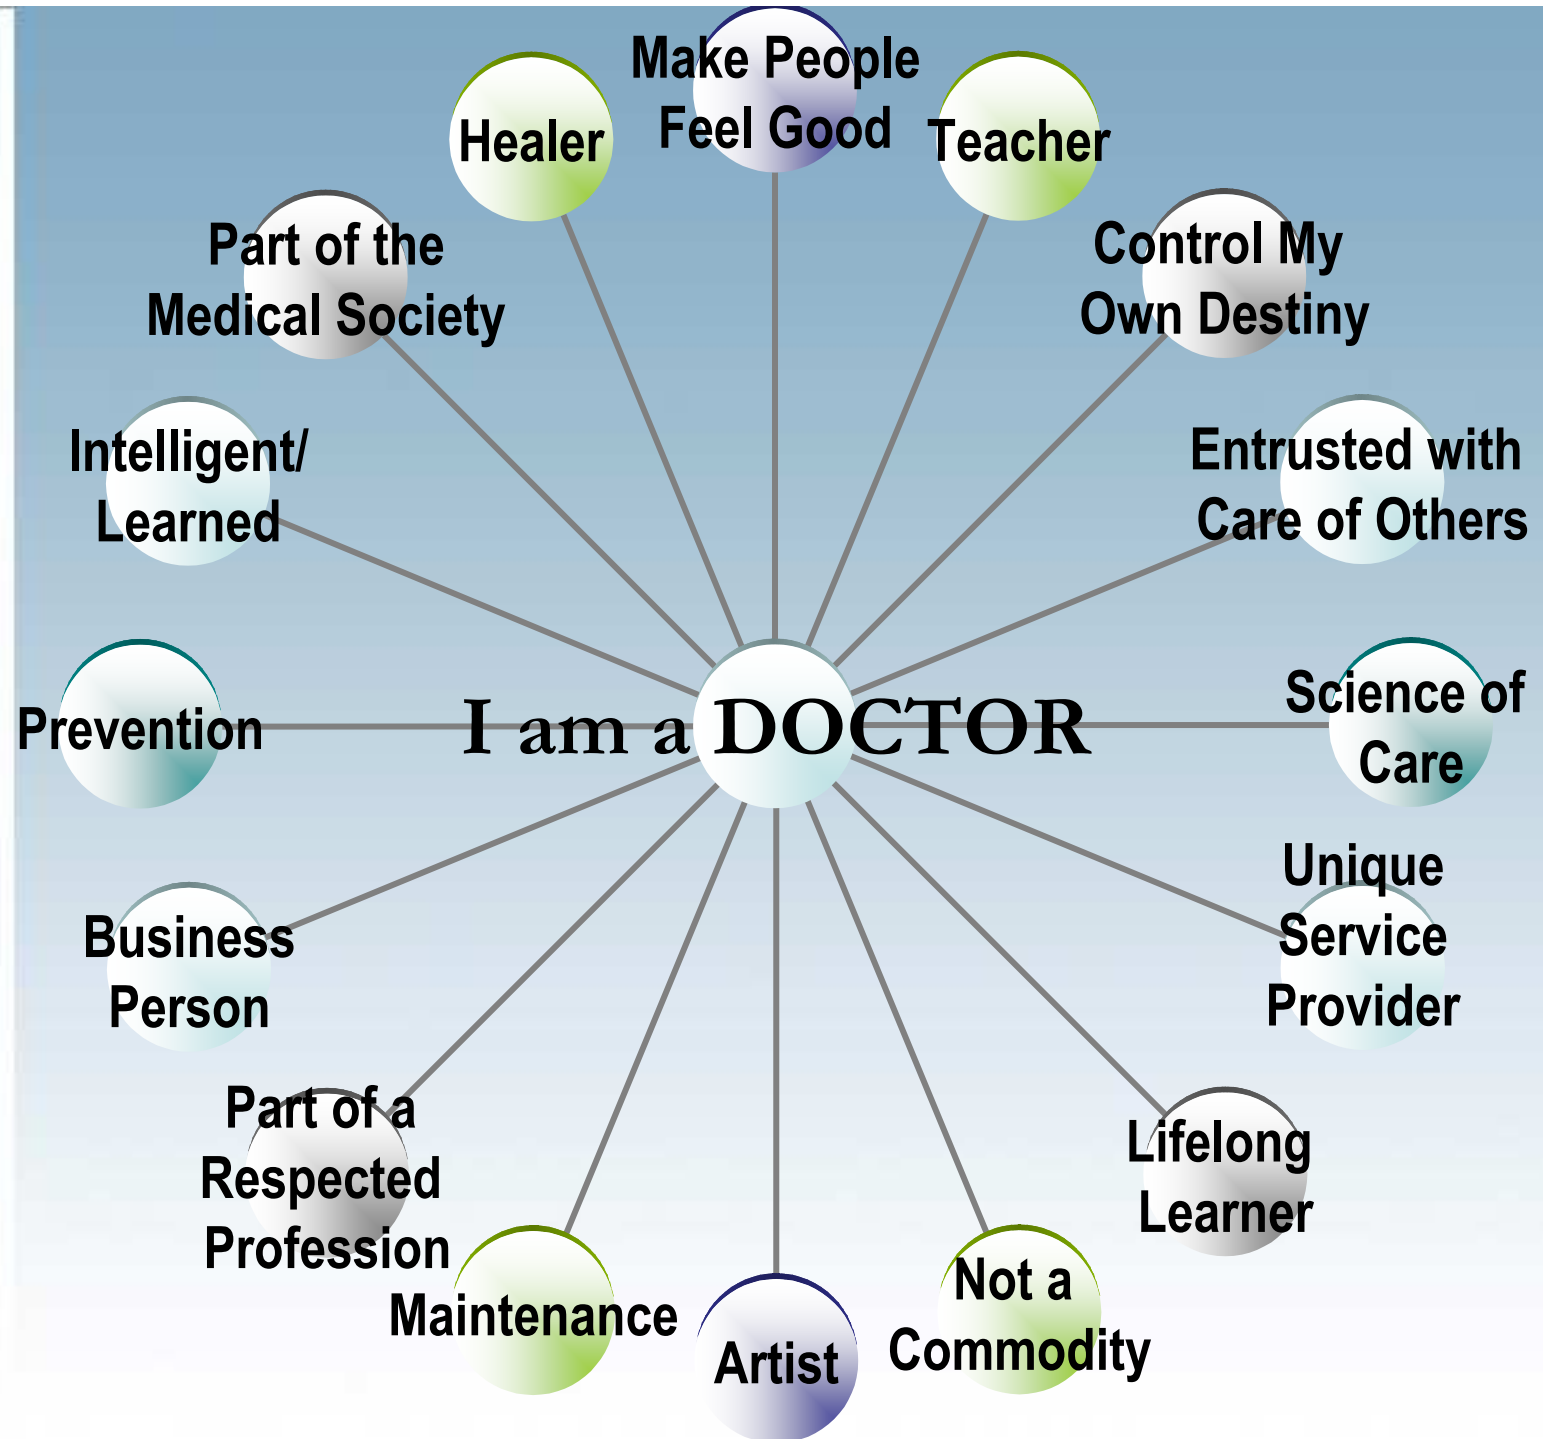 Make People
Feel Good
Healer
Teacher
Part of the
Medical Society
Control My
Own Destiny
Intelligent/
Learned
Entrusted with
Care of Others
Prevention
I am a DOCTOR
Science of
Care
Business
Person
Unique
Service
Provider
Part of a
Respected
Profession
Lifelong
Learner
Maintenance
Artist
Not a
Commodity